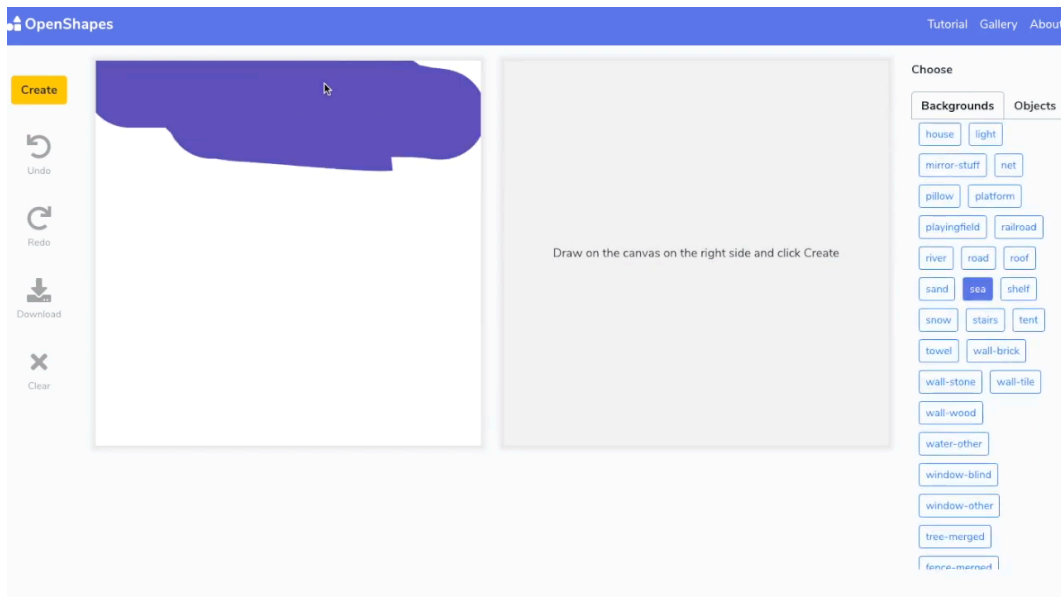 OpenShapes
Tutorial Gallery About
Create
Undo
Redo
Download
Clear
Draw on the canvas on the right side and click Create
Choose
Backgrounds Objects
house light
mirror-stuff net
pillow platform
playingfield railroad
river road roof
sand sea shelf
snow stairs tent
towel wall-brick
wall-stone wall-tile
wall-wood
water-other
window-blind
window-other
tree-merged
fence-merged